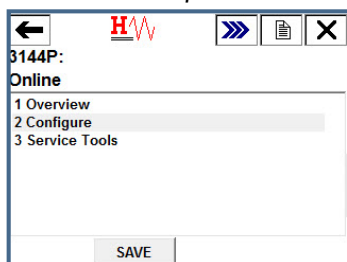 H
3144P:
Online
1 Overview
2 Configure
3 Service Tools
SAVE